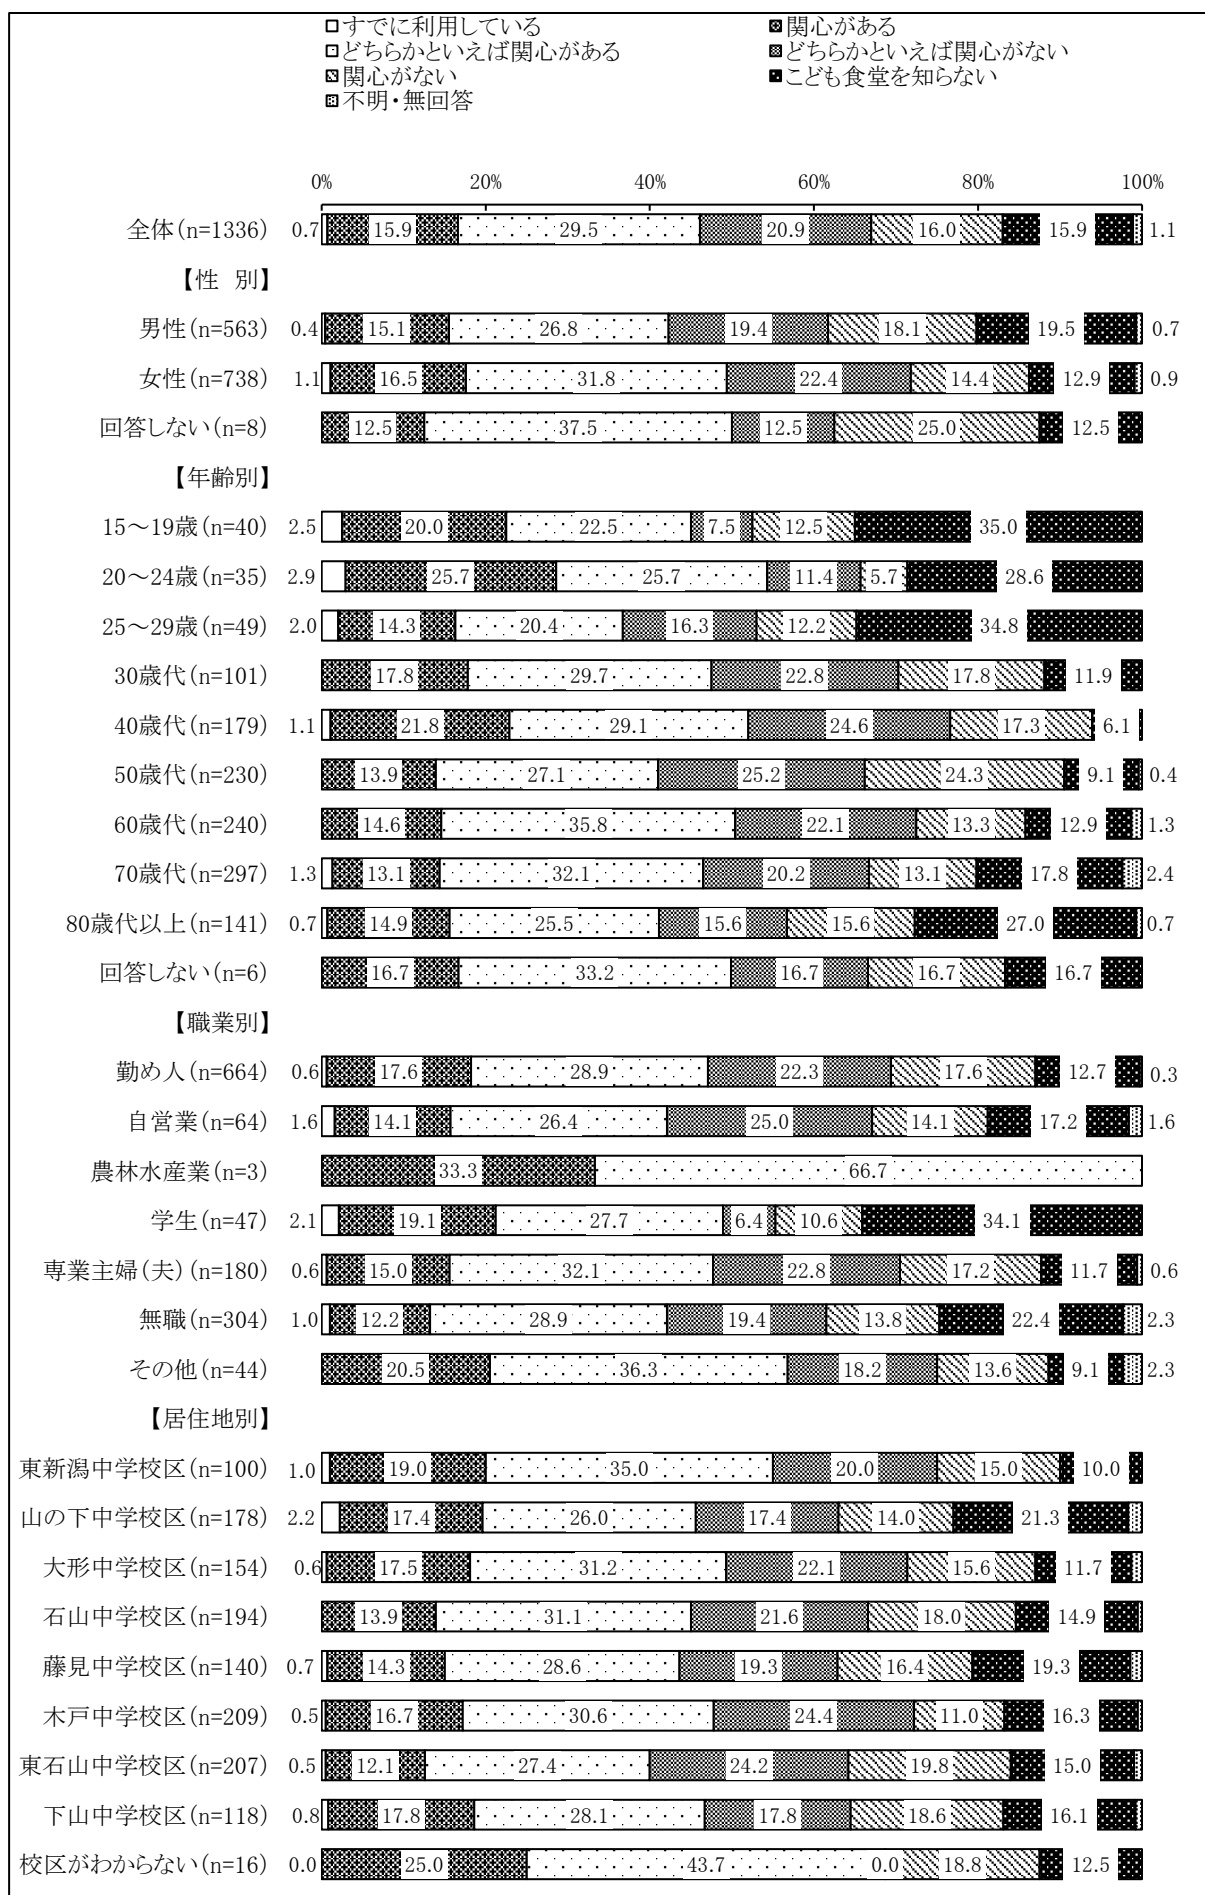 すでに利用している 関心がある
どちらかといえば関心がある どちらかといえば関心がない
関心がない こども食堂を知らない
不明・無回答
0% 20% 40% 60% 80% 100%
全体(n=1336) 0.7 15.9 29.5 20.9 16.0 15.9 1.1
【性 別】
男性(n=563) 0.4 15.1 26.8 19.4 18.1 19.5 0.7
女性(n=738) 1.1 16.5 31.8 22.4 14.4 12.9 0.9
回答しない(n=8) 12.5 37.5 12.5 25.0 12.5
【年齢別】
15～19歳(n=40) 2.5 20.0 22.5 7.5 12.5 35.0
20～24歳(n=35) 2.9 25.7 25.7 11.4 5.7 28.6
25～29歳(n=49) 2.0 14.3 20.4 16.3 12.2 34.8
30歳代(n=101) 17.8 29.7 22.8 17.8 11.9
40歳代(n=179) 1.1 21.8 29.1 24.6 17.3 6.1
50歳代(n=230) 13.9 27.1 25.2 24.3 9.1 0.4
60歳代(n=240) 14.6 35.8 22.1 13.3 12.9 1.3
70歳代(n=297) 1.3 13.1 32.1 20.2 13.1 17.8 2.4
80歳代以上(n=141) 0.7 14.9 25.5 15.6 15.6 27.0 0.7
回答しない(n=6) 16.7 33.2 16.7 16.7 16.7
【職業別】
勤め人(n=664) 0.6 17.6 28.9 22.3 17.6 12.7 0.3
自営業(n=64) 1.6 14.1 26.4 25.0 14.1 17.2 1.6
農林水産業(n=3) 33.3 66.7
学生(n=47) 2.1 19.1 27.7 6.4 10.6 34.1
専業主婦(夫)(n=180) 0.6 15.0 32.1 22.8 17.2 11.7 0.6
無職(n=304) 1.0 12.2 28.9 19.4 13.8 22.4 2.3
その他(n=44) 20.5 36.3 18.2 13.6 9.1 2.3
【居住地別】
東新潟中学校区(n=100) 1.0 19.0 35.0 20.0 15.0 10.0
山の下中学校区(n=178) 2.2 17.4 26.0 17.4 14.0 21.3
大形中学校区(n=154) 0.6 17.5 31.2 22.1 15.6 11.7
石山中学校区(n=194) 13.9 31.1 21.6 18.0 14.9
藤見中学校区(n=140) 0.7 14.3 28.6 19.3 16.4 19.3
木戸中学校区(n=209) 0.5 16.7 30.6 24.4 11.0 16.3
東石山中学校区(n=207) 0.5 12.1 27.4 24.2 19.8 15.0
下山中学校区(n=118) 0.8 17.8 28.1 17.8 18.6 16.1
校区がわからない(n=16) 0.0 25.0 43.7 0.0 18.8 12.5